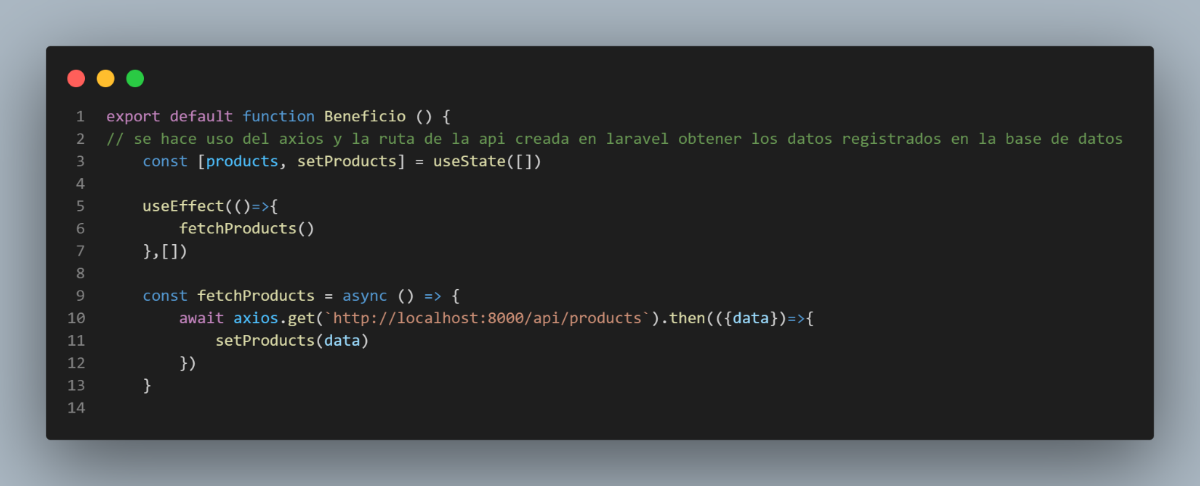 1 export default function Beneficio () {
2 // se hace uso del axios y la ruta de la api creada en laravel obtener los datos registrados en la base de datos
3     const [products, setProducts] = useState([])
4
5     useEffect(()=>{
6         fetchProducts()
7     },[])
8
9     const fetchProducts = async () => {
10         await axios.get(`http://localhost:8000/api/products`).then(({data})=>{
11             setProducts(data)
12         })
13     }
14